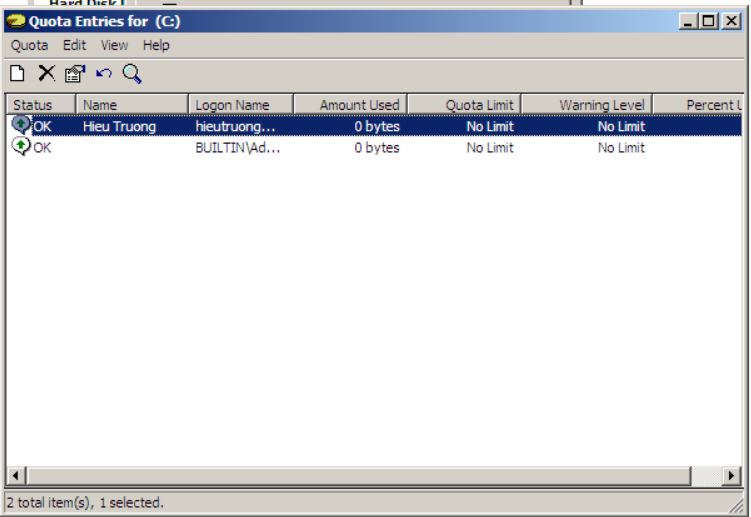 Hard Disk
Quota Entries for (C:)
Quota Edit View Help
Status Name Logon Name Amount Used Quota Limit Warning Level Percent U
OK Hieu Truong hieutruong... 0 bytes No Limit No Limit
OK BUILTIN\Ad... 0 bytes No Limit No Limit
2 total item(s), 1 selected.